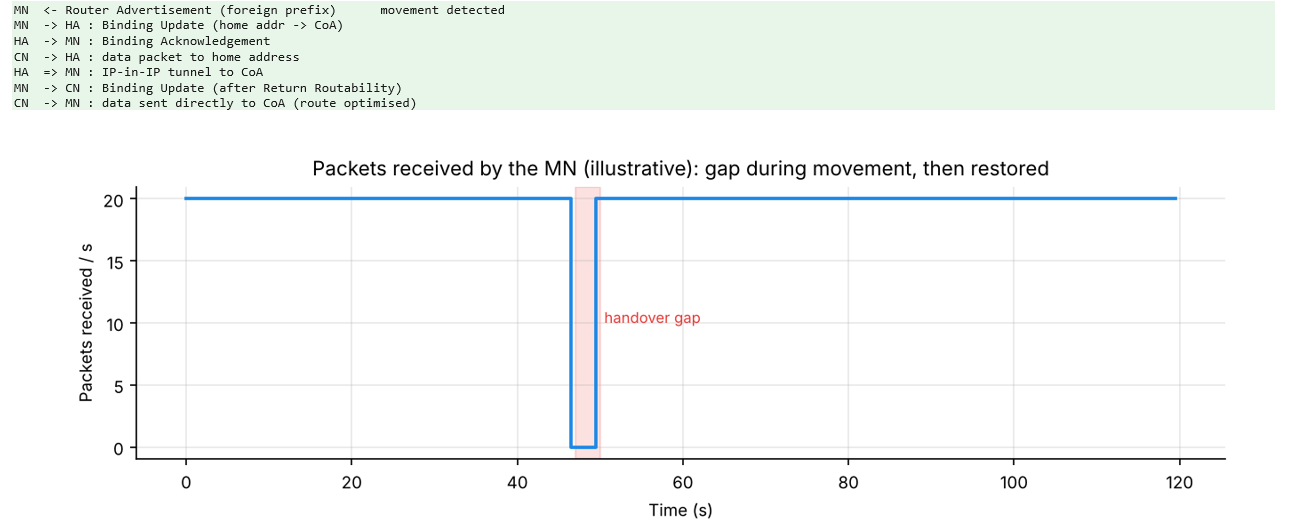 MN  <- Router Advertisement (foreign prefix)      movement detected
MN  -> HA : Binding Update (home addr -> CoA)
HA  -> MN : Binding Acknowledgement
CN  -> HA : data packet to home address
HA  => MN : IP-in-IP tunnel to CoA
MN  -> CN : Binding Update (after Return Routability)
CN  -> MN : data sent directly to CoA (route optimised)
Packets received by the MN (illustrative): gap during movement, then restored
Packets received / s
20
15
10
5
0
handover gap
0 20 40 60 80 100 120
Time (s)